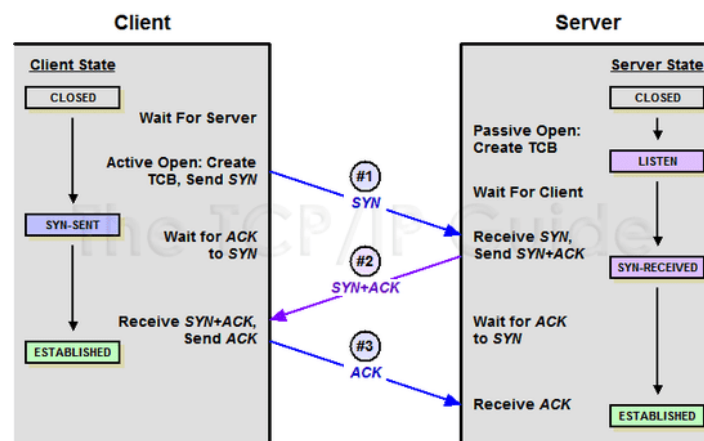 Client
Server
Client State
Server State
CLOSED
CLOSED
Wait For Server
Passive Open:
Create TCB
LISTEN
Active Open: Create
TCB, Send SYN
#1
SYN
Wait For Client
SYN-SENT
The TCP/IP Guide
Wait for ACK
to SYN
#2
SYN+ACK
Receive SYN,
Send SYN+ACK
SYN-RECEIVED
Receive SYN+ACK,
Send ACK
Wait for ACK
to SYN
ESTABLISHED
#3
ACK
Receive ACK
ESTABLISHED